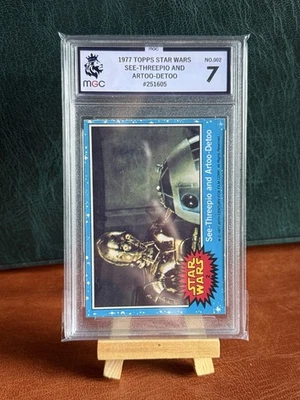 MGC
MGC
1977 TOPPS STAR WARS
SEE-THREEPIO AND
ARTOO-DETOO
#251605
NO.002
7
See-Threepio and Artoo-Detoo
STAR
WARS